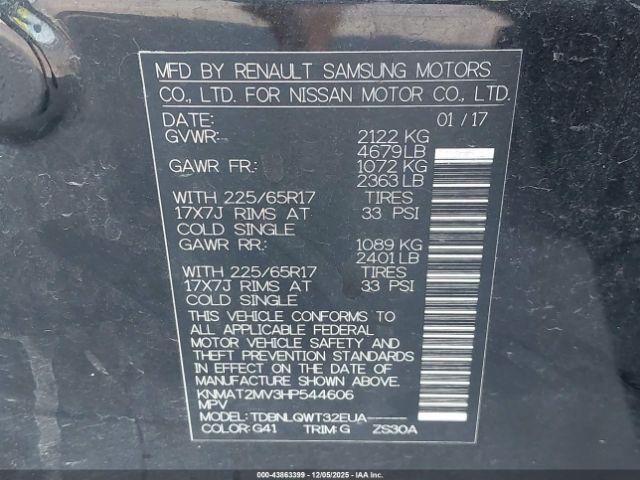 MFD BY RENAULT SAMSUNG MOTORS
CO., LTD. FOR NISSAN MOTOR CO., LTD.
DATE: 01 / 17
GVWR: 2122 KG
4679 LB
GAWR FR: 1072 KG
2363 LB
WITH 225/65R17 TIRES
17X7J RIMS AT 33 PSI
COLD SINGLE
GAWR RR: 1089 KG
2401 LB
WITH 225/65R17 TIRES
17X7J RIMS AT 33 PSI
COLD SINGLE
THIS VEHICLE CONFORMS TO
ALL APPLICABLE FEDERAL
MOTOR VEHICLE SAFETY AND
THEFT PREVENTION STANDARDS
IN EFFECT ON THE DATE OF
MANUFACTURE SHOWN ABOVE.
KNMAT2MV3HP544606
MPV
MODEL: TDBNLQWT32EUA-----
COLOR: G41 TRIM: G ZS30A
000-43863399 - 12/05/2025 - IAAI.COM